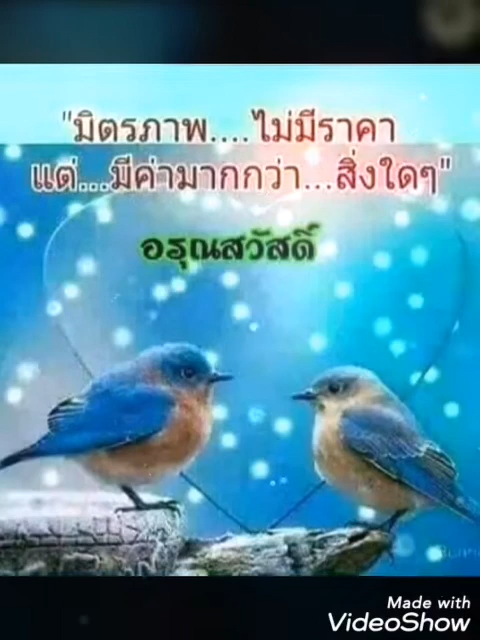 "มิตรภาพ....ไม่มีราคา
แต่...มีค่ามากกว่า...สิ่งใดๆ"
อรุณสวัสดิ์
Made with
VideoShow